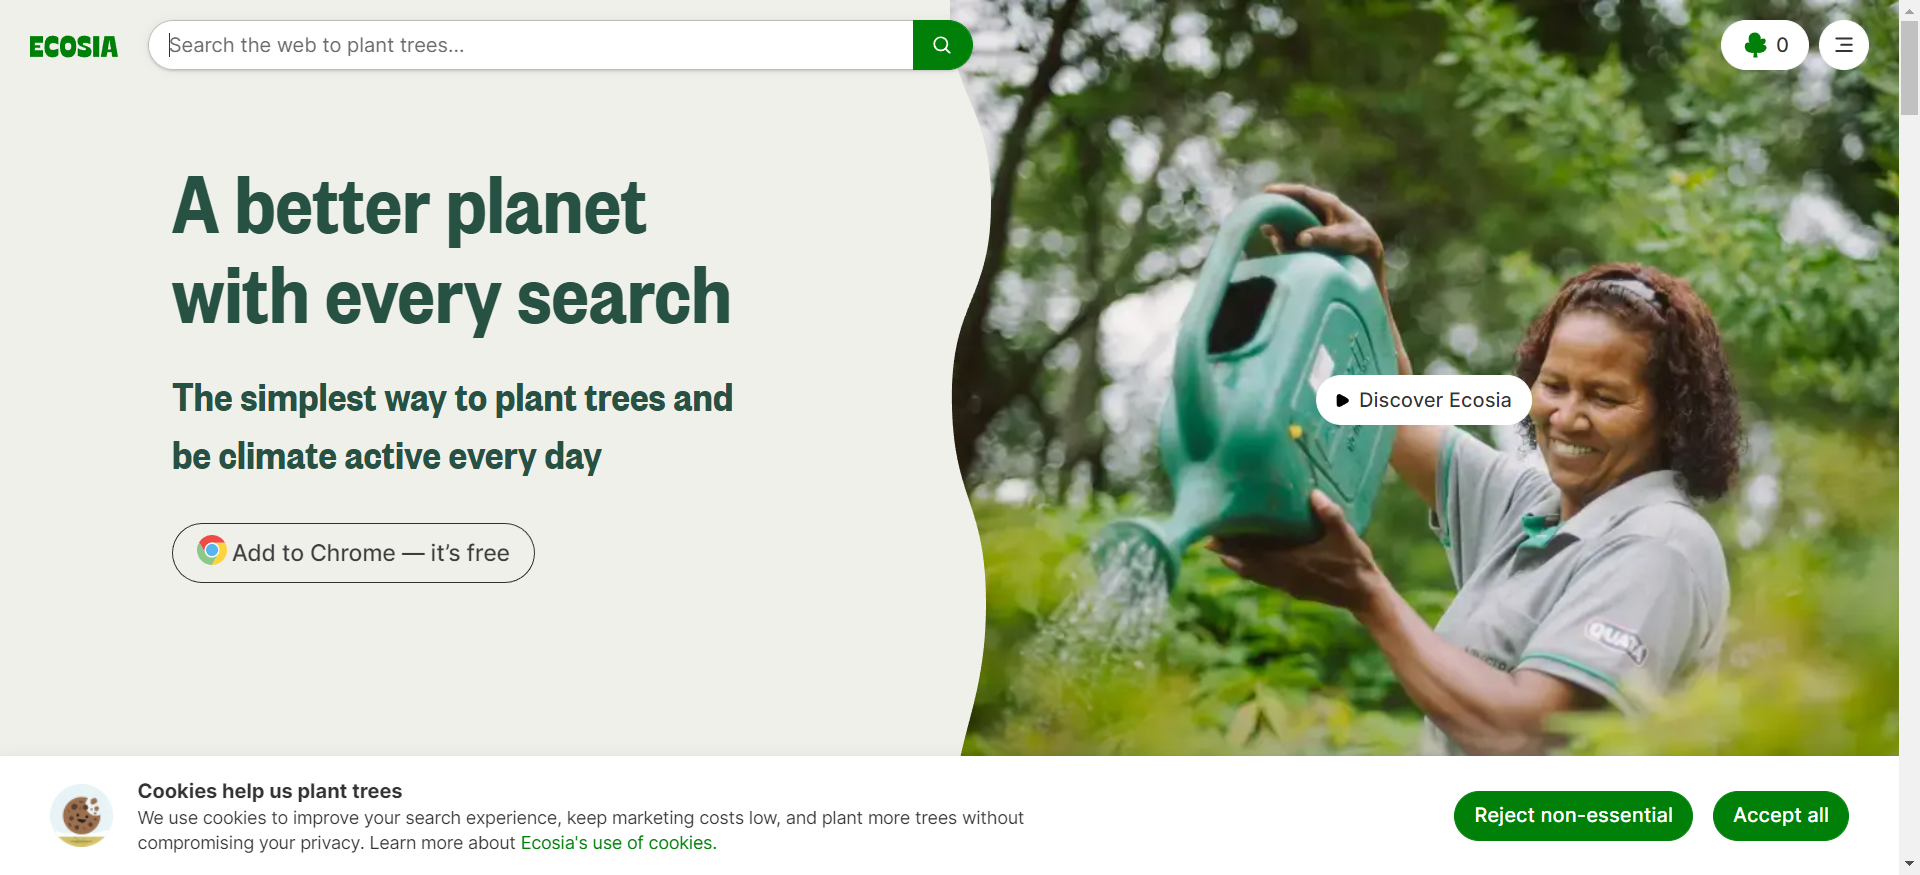 ECOSIA
Search the web to plant trees...
0
A better planet
with every search
The simplest way to plant trees and
be climate active every day
Add to Chrome — it’s free
Discover Ecosia
Cookies help us plant trees
We use cookies to improve your search experience, keep marketing costs low, and plant more trees without
compromising your privacy. Learn more about Ecosia's use of cookies.
Reject non-essential
Accept all